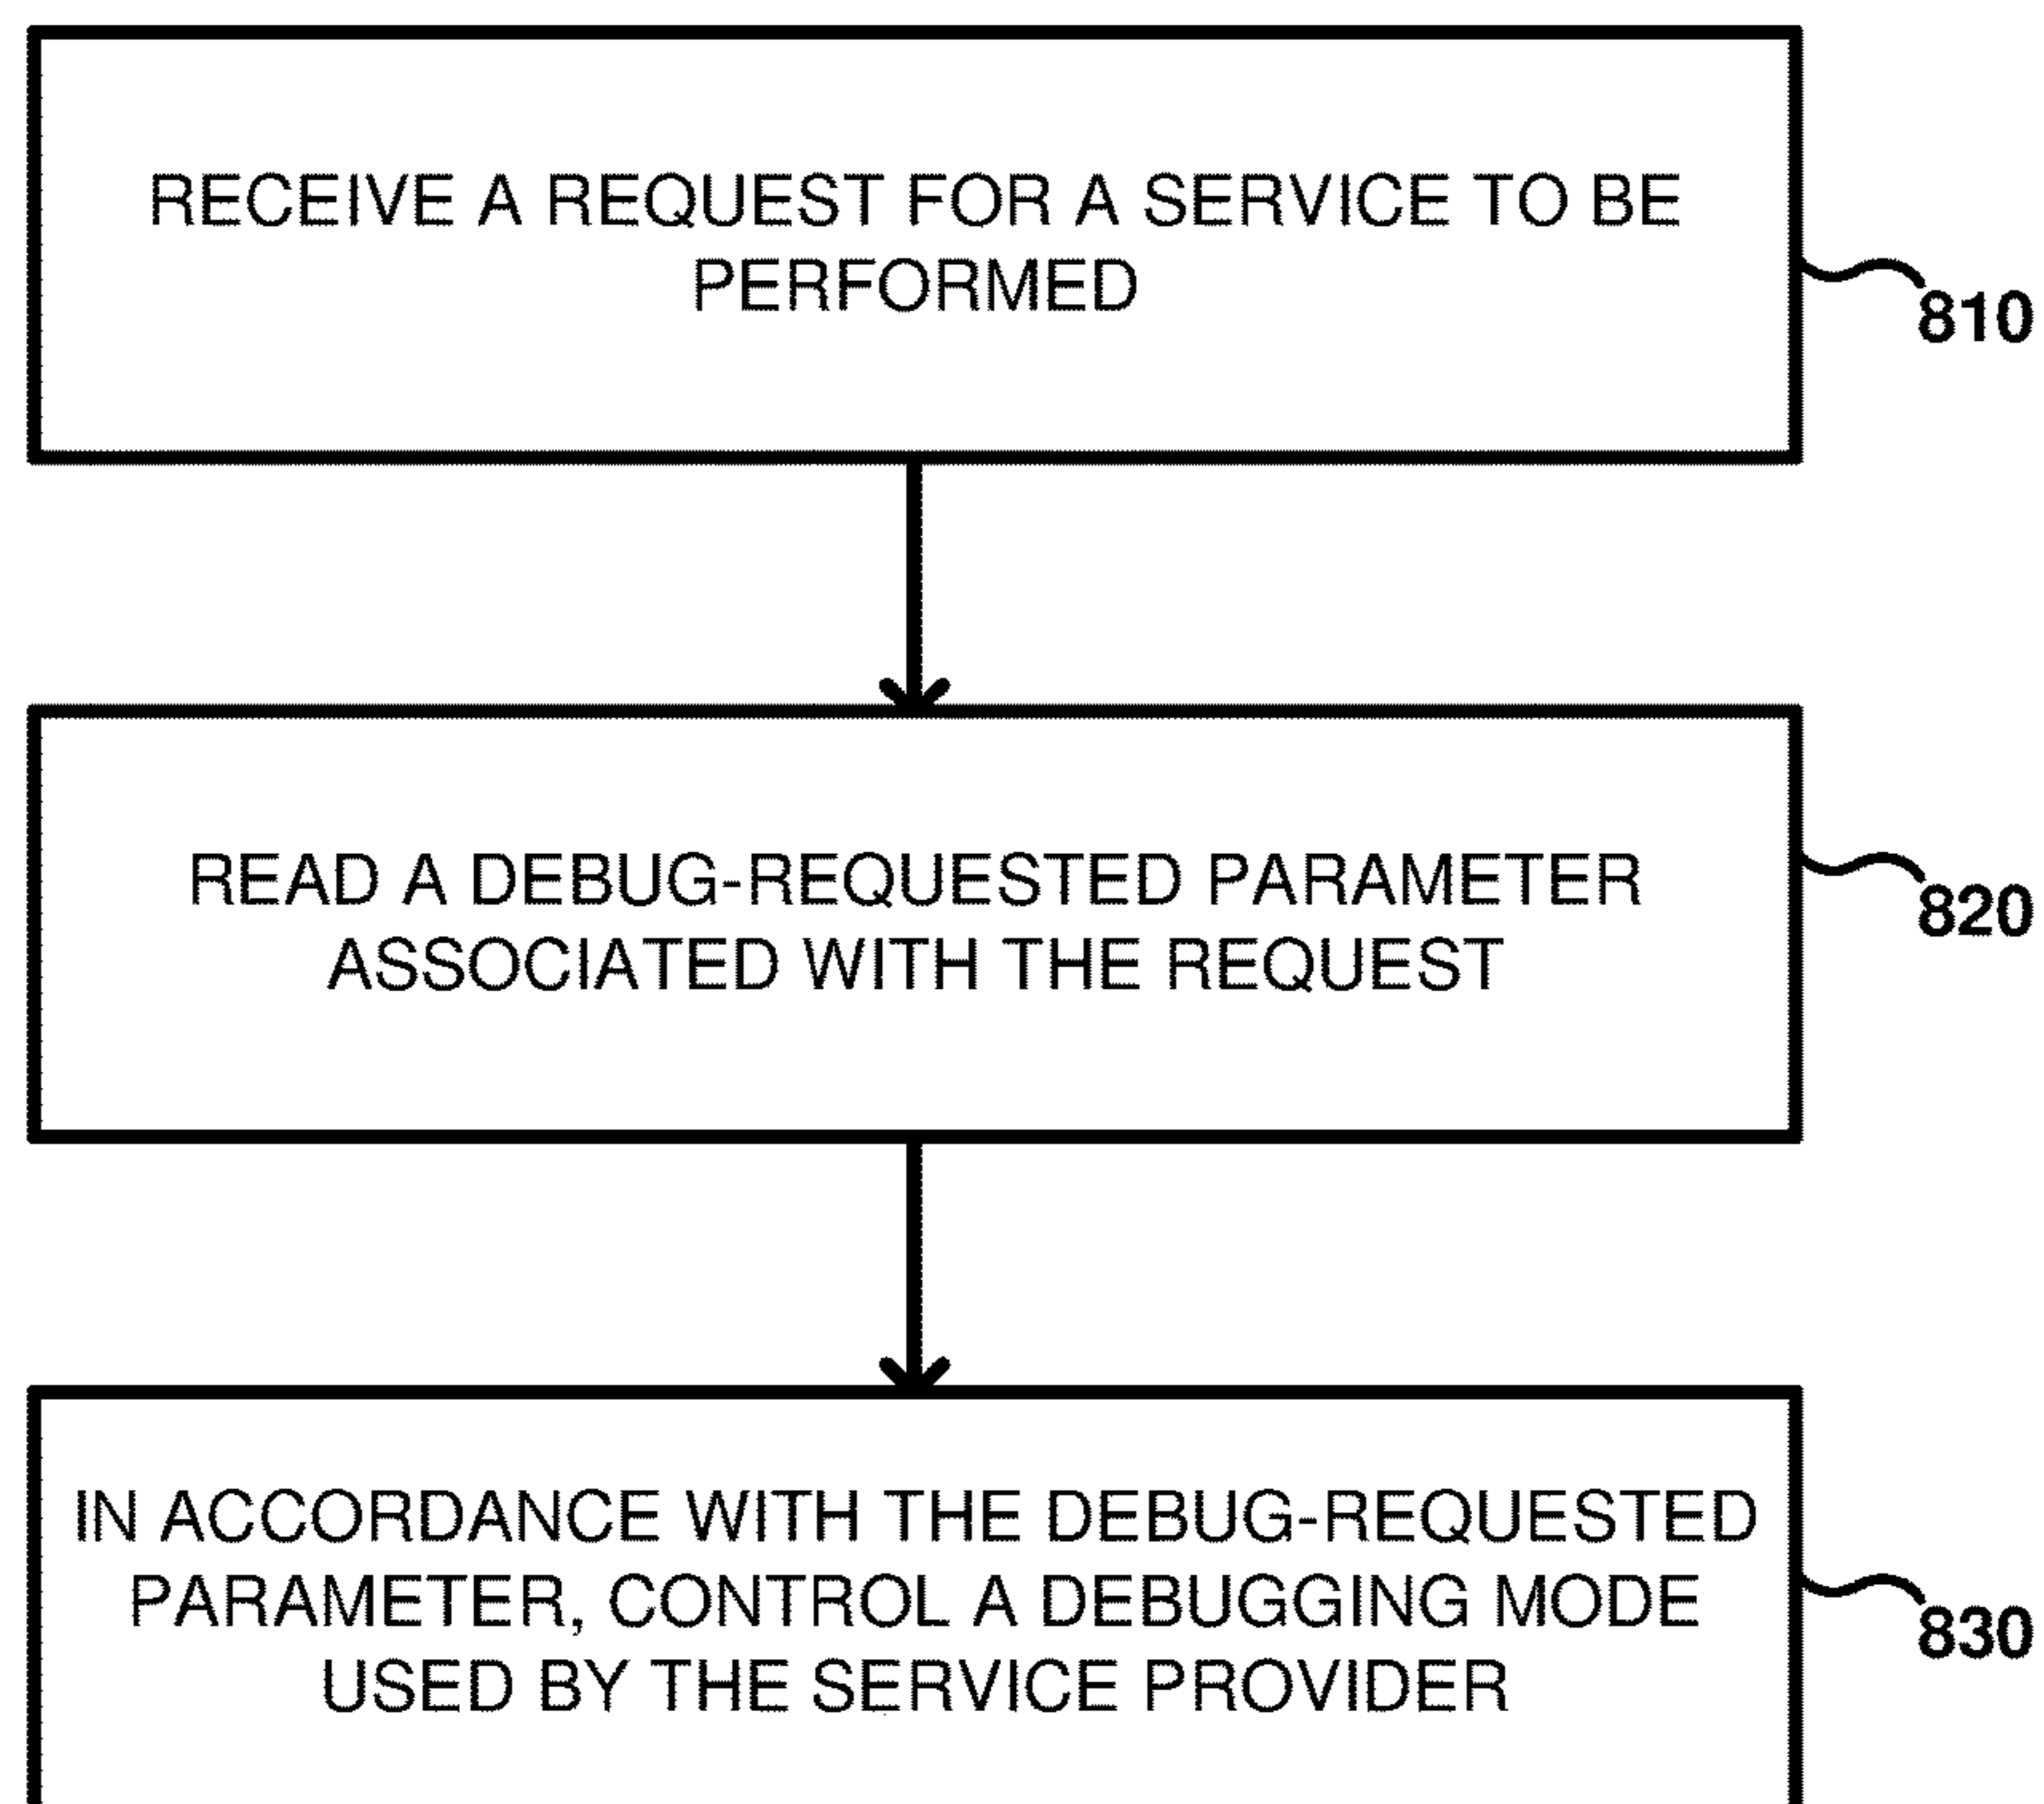 RECEIVE A REQUEST FOR A SERVICE TO BE
PERFORMED
810
READ A DEBUG-REQUESTED PARAMETER
ASSOCIATED WITH THE REQUEST
820
IN ACCORDANCE WITH THE DEBUG-REQUESTED
PARAMETER, CONTROL A DEBUGGING MODE
USED BY THE SERVICE PROVIDER
830